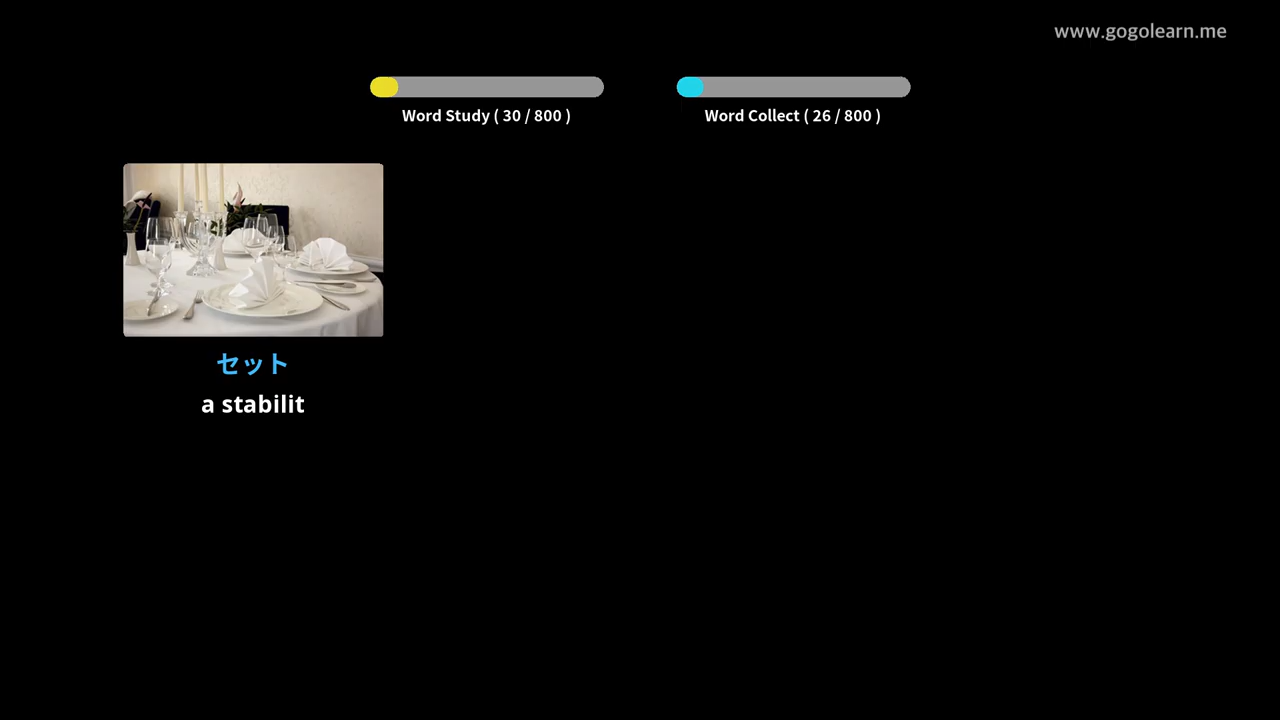 www.gogolearn.me
Word Study ( 30 / 800 )
Word Collect ( 26 / 800 )
セット
a stabilit